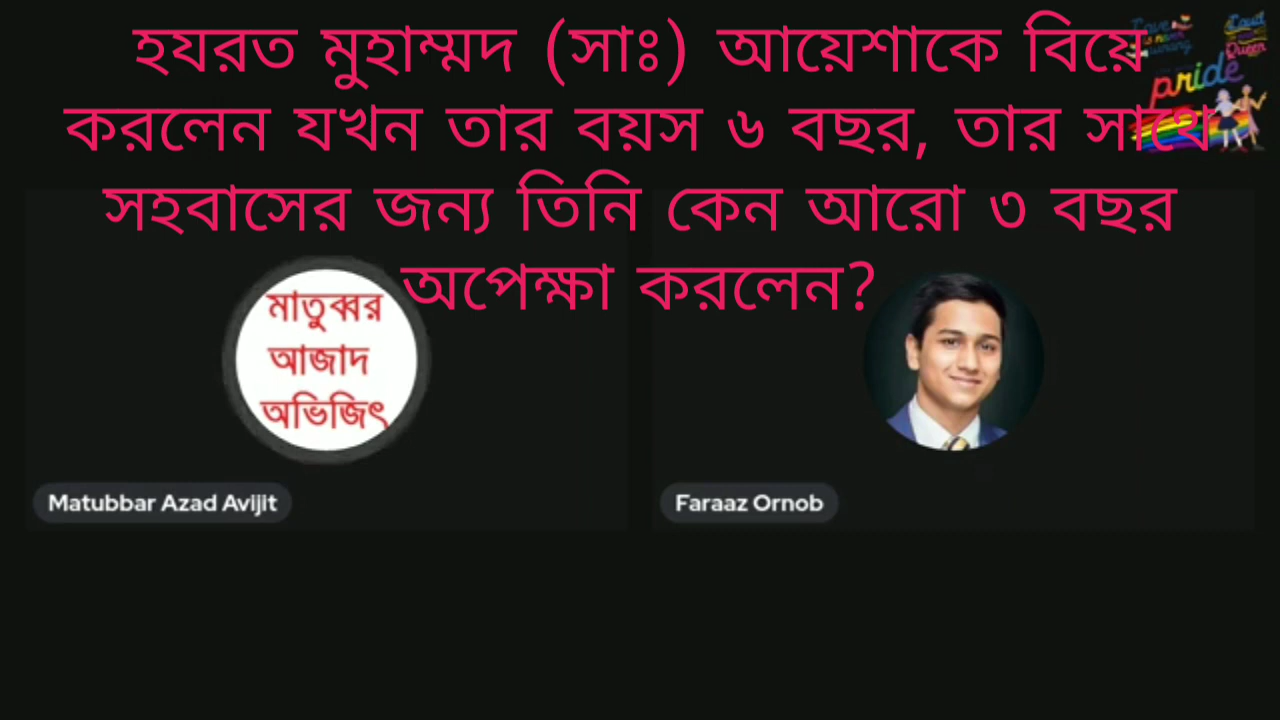 হযরত মুহাম্মদ (সাঃ) আয়েশাকে বিয়ে
করলেন যখন তার বয়স ৬ বছর, তার সাথে
সহবাসের জন্য তিনি কেন আরো ৩ বছর
অপেক্ষা করলেন?
pride
মাতুব্বর
আজাদ
অভিজিৎ
Matubbar Azad Avijit
Faraaz Ornob